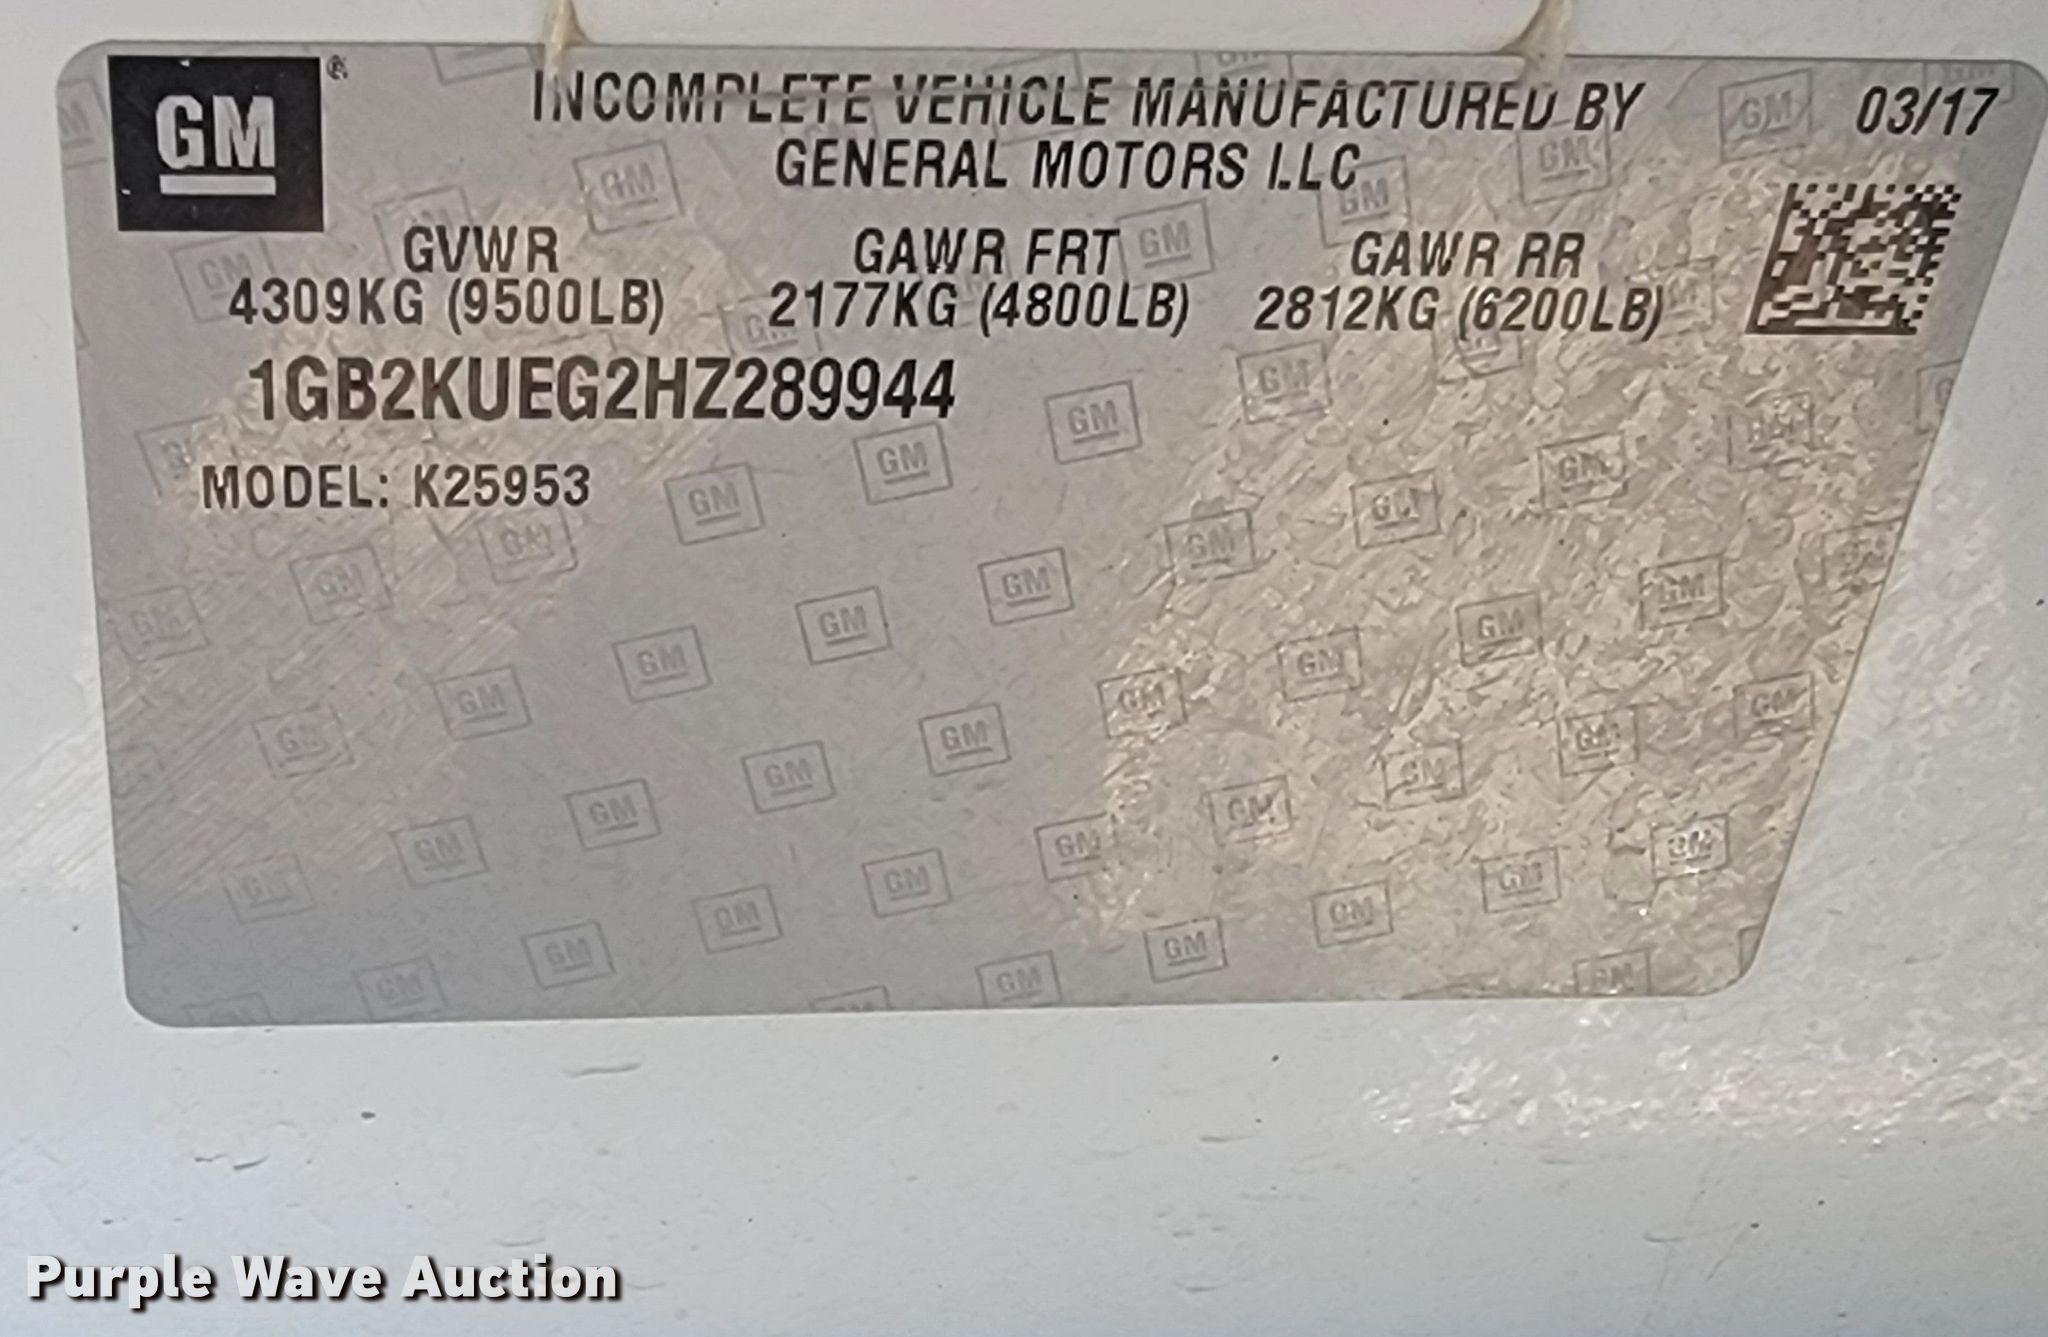 GM®
INCOMPLETE VEHICLE MANUFACTURED BY
03/17
GENERAL MOTORS LLC
GVWR GAWR FRT GAWR RR
4309KG (9500LB) 2177KG (4800LB) 2812KG (6200LB)
1GB2KUEG2HZ289944
MODEL: K25953
Purple Wave Auction